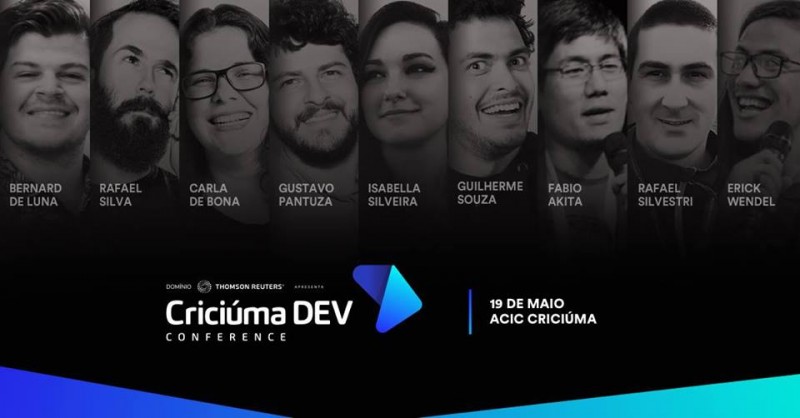 BERNARD
DE LUNA
RAFAEL
SILVA
CARLA
DE BONA
GUSTAVO
PANTUZA
ISABELLA
SILVEIRA
GUILHERME
SOUZA
FABIO
AKITA
RAFAEL
SILVESTRI
ERICK
WENDEL
DOMÍNIO THOMSON REUTERS® APRESENTA
Criciúma DEV
CONFERENCE
19 DE MAIO
ACIC CRICIÚMA